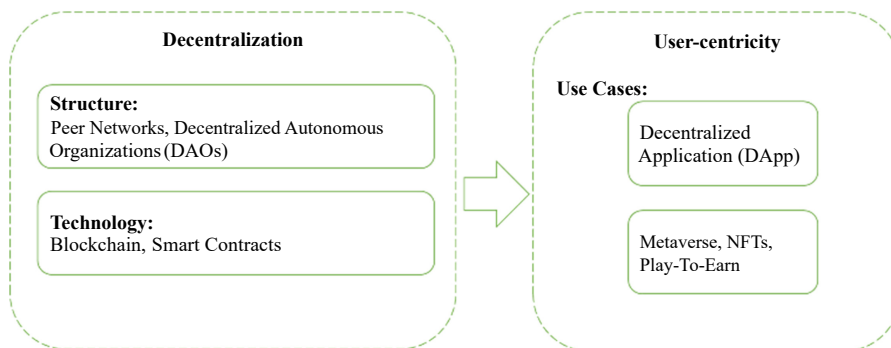 Decentralization
Structure:
Peer Networks, Decentralized Autonomous
Organizations (DAOs)
Technology:
Blockchain, Smart Contracts
User-centricity
Use Cases:
Decentralized
Application (DApp)
Metaverse, NFTs,
Play-To-Earn